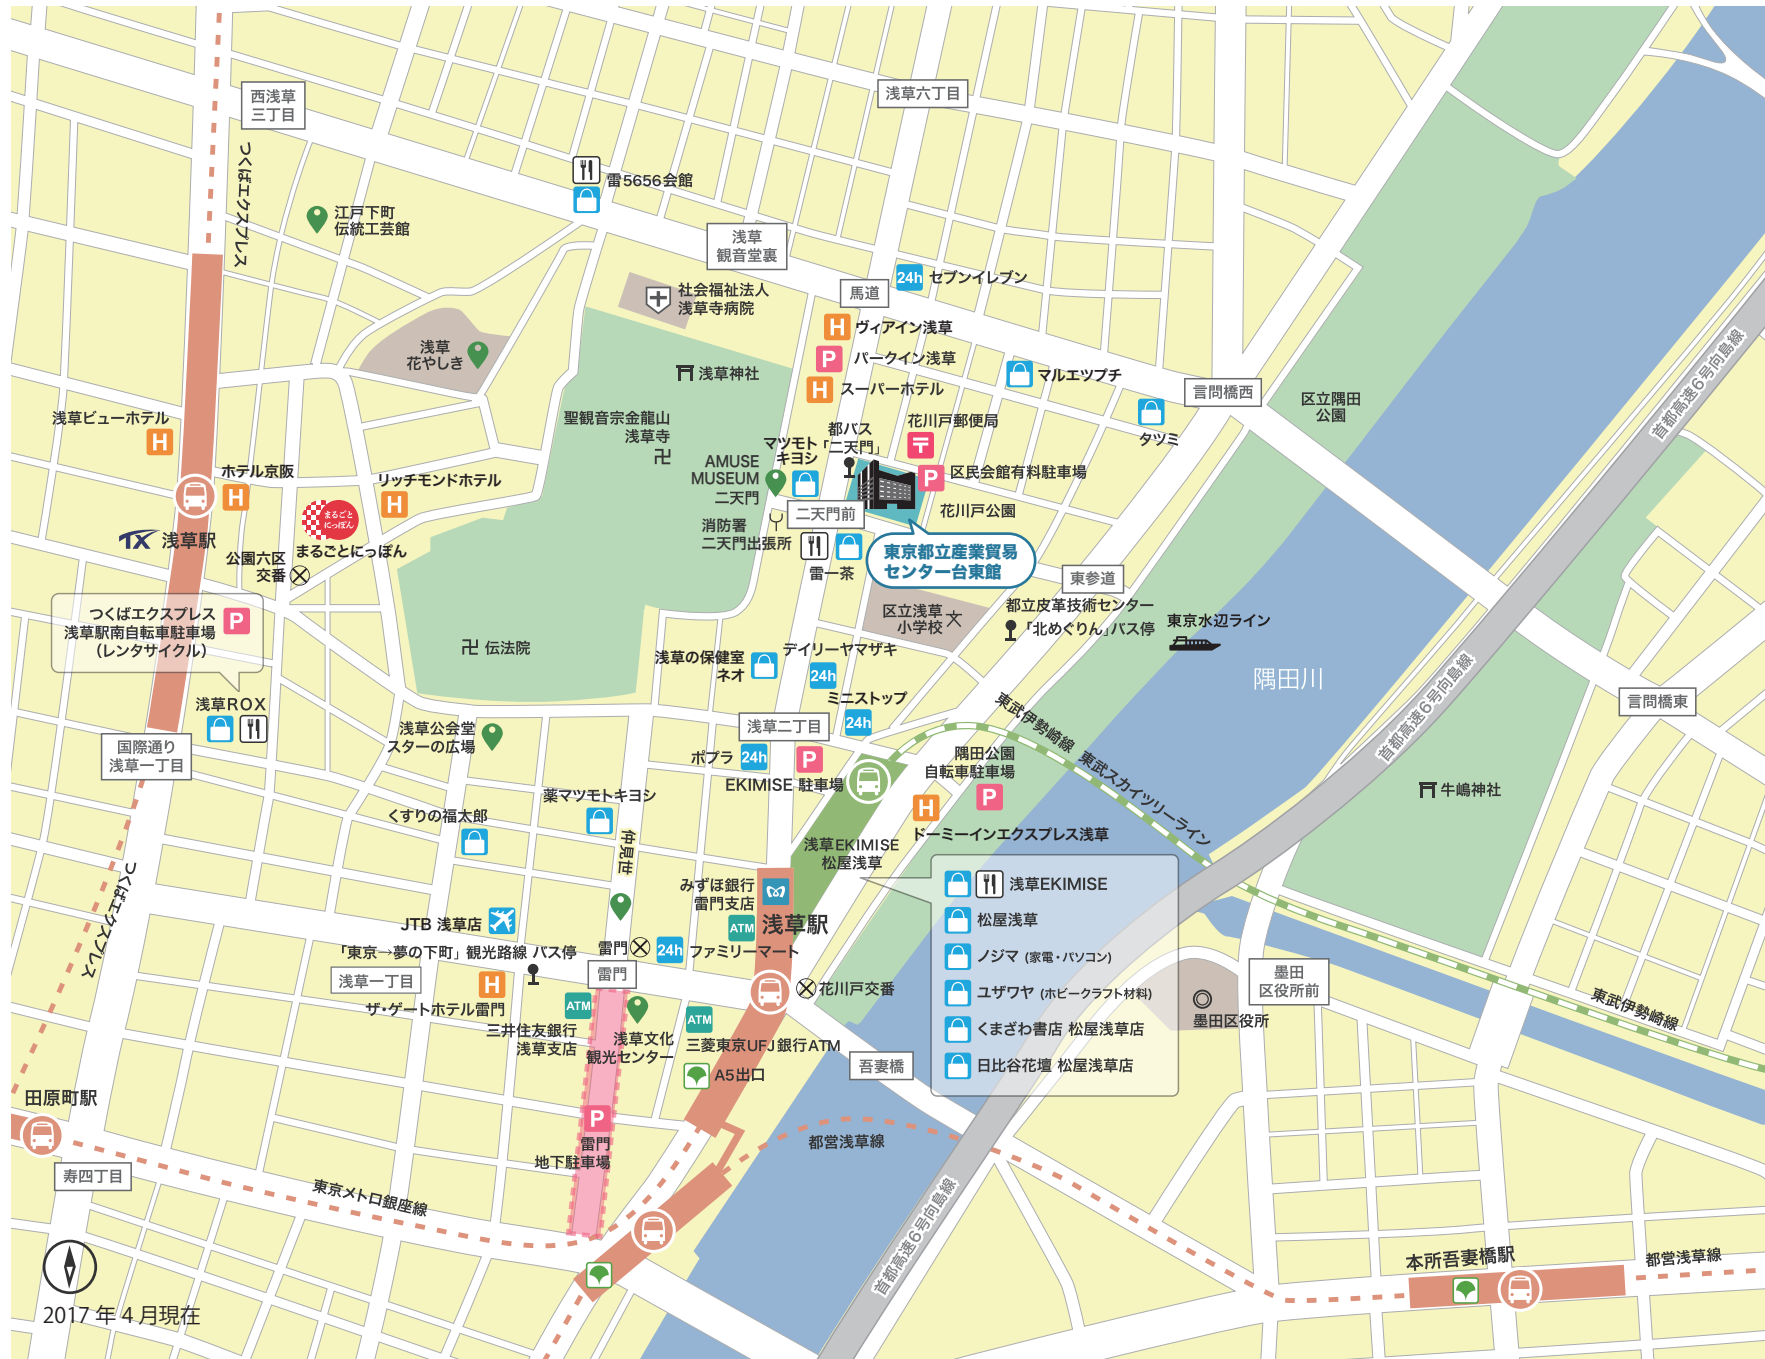 西浅草
三丁目
浅草六丁目
つくばエクスプレス
雷5656会館
江戸下町
伝統工芸館
浅草
観音堂裏
社会福祉法人
浅草寺病院
馬道
24h セブンイレブン
H ヴィアイン浅草
P パークイン浅草
H スーパーホテル
マルエツプチ
タツミ
言問橋西
区立隅田
公園
首都高速6号向島線
浅草
花やしき
浅草神社
聖観音宗金龍山
浅草寺
卍
花川戸郵便局
〒
都バス
「二天門」
マツモト
キヨシ
AMUSE
MUSEUM
二天門
P 区民会館有料駐車場
花川戸公園
二天門前
消防署
二天門出張所
雷一茶
東京都立産業貿易
センター台東館
浅草ビューホテル
H
ホテル京阪
H
リッチモンドホテル
H
まるごと
にっぽん
まるごとにっぽん
TX 浅草駅
公園六区
交番
つくばエクスプレス
浅草駅南自転車駐車場
(レンタサイクル)
P
浅草ROX
国際通り
浅草一丁目
卍 伝法院
区立浅草
小学校
文
東参道
都立皮革技術センター
「北めぐりん」バス停
東京水辺ライン
隅田川
首都高速6号向島線
言問橋東
牛嶋神社
浅草の保健室
ネオ
デイリーヤマザキ
24h
ミニストップ
24h
浅草二丁目
ポプラ 24h
P
EKIMISE 駐車場
浅草公会堂
スターの広場
薬マツモトキヨシ
くすりの福太郎
仲見世
東武伊勢崎線 東武スカイツリーライン
隅田公園
自転車駐車場
P
H
ドーミーインエクスプレス浅草
浅草EKIMISE
松屋浅草
浅草EKIMISE
松屋浅草
ノジマ (家電・パソコン)
ユザワヤ (ホビークラフト材料)
くまざわ書店 松屋浅草店
日比谷花壇 松屋浅草店
みずほ銀行
雷門支店
ATM
浅草駅
JTB 浅草店
「東京→夢の下町」観光路線 バス停
雷門
24h ファミリーマート
浅草一丁目
雷門
H
ザ・ゲートホテル雷門
ATM
三井住友銀行
浅草支店
浅草文化
観光センター
ATM
三菱東京UFJ銀行ATM
花川戸交番
A5出口
吾妻橋
墨田
区役所前
墨田区役所
東武伊勢崎線
つくばエクスプレス
田原町駅
寿四丁目
東京メトロ銀座線
P
雷門
地下駐車場
都営浅草線
首都高速6号向島線
本所吾妻橋駅
都営浅草線
2017 年 4 月現在